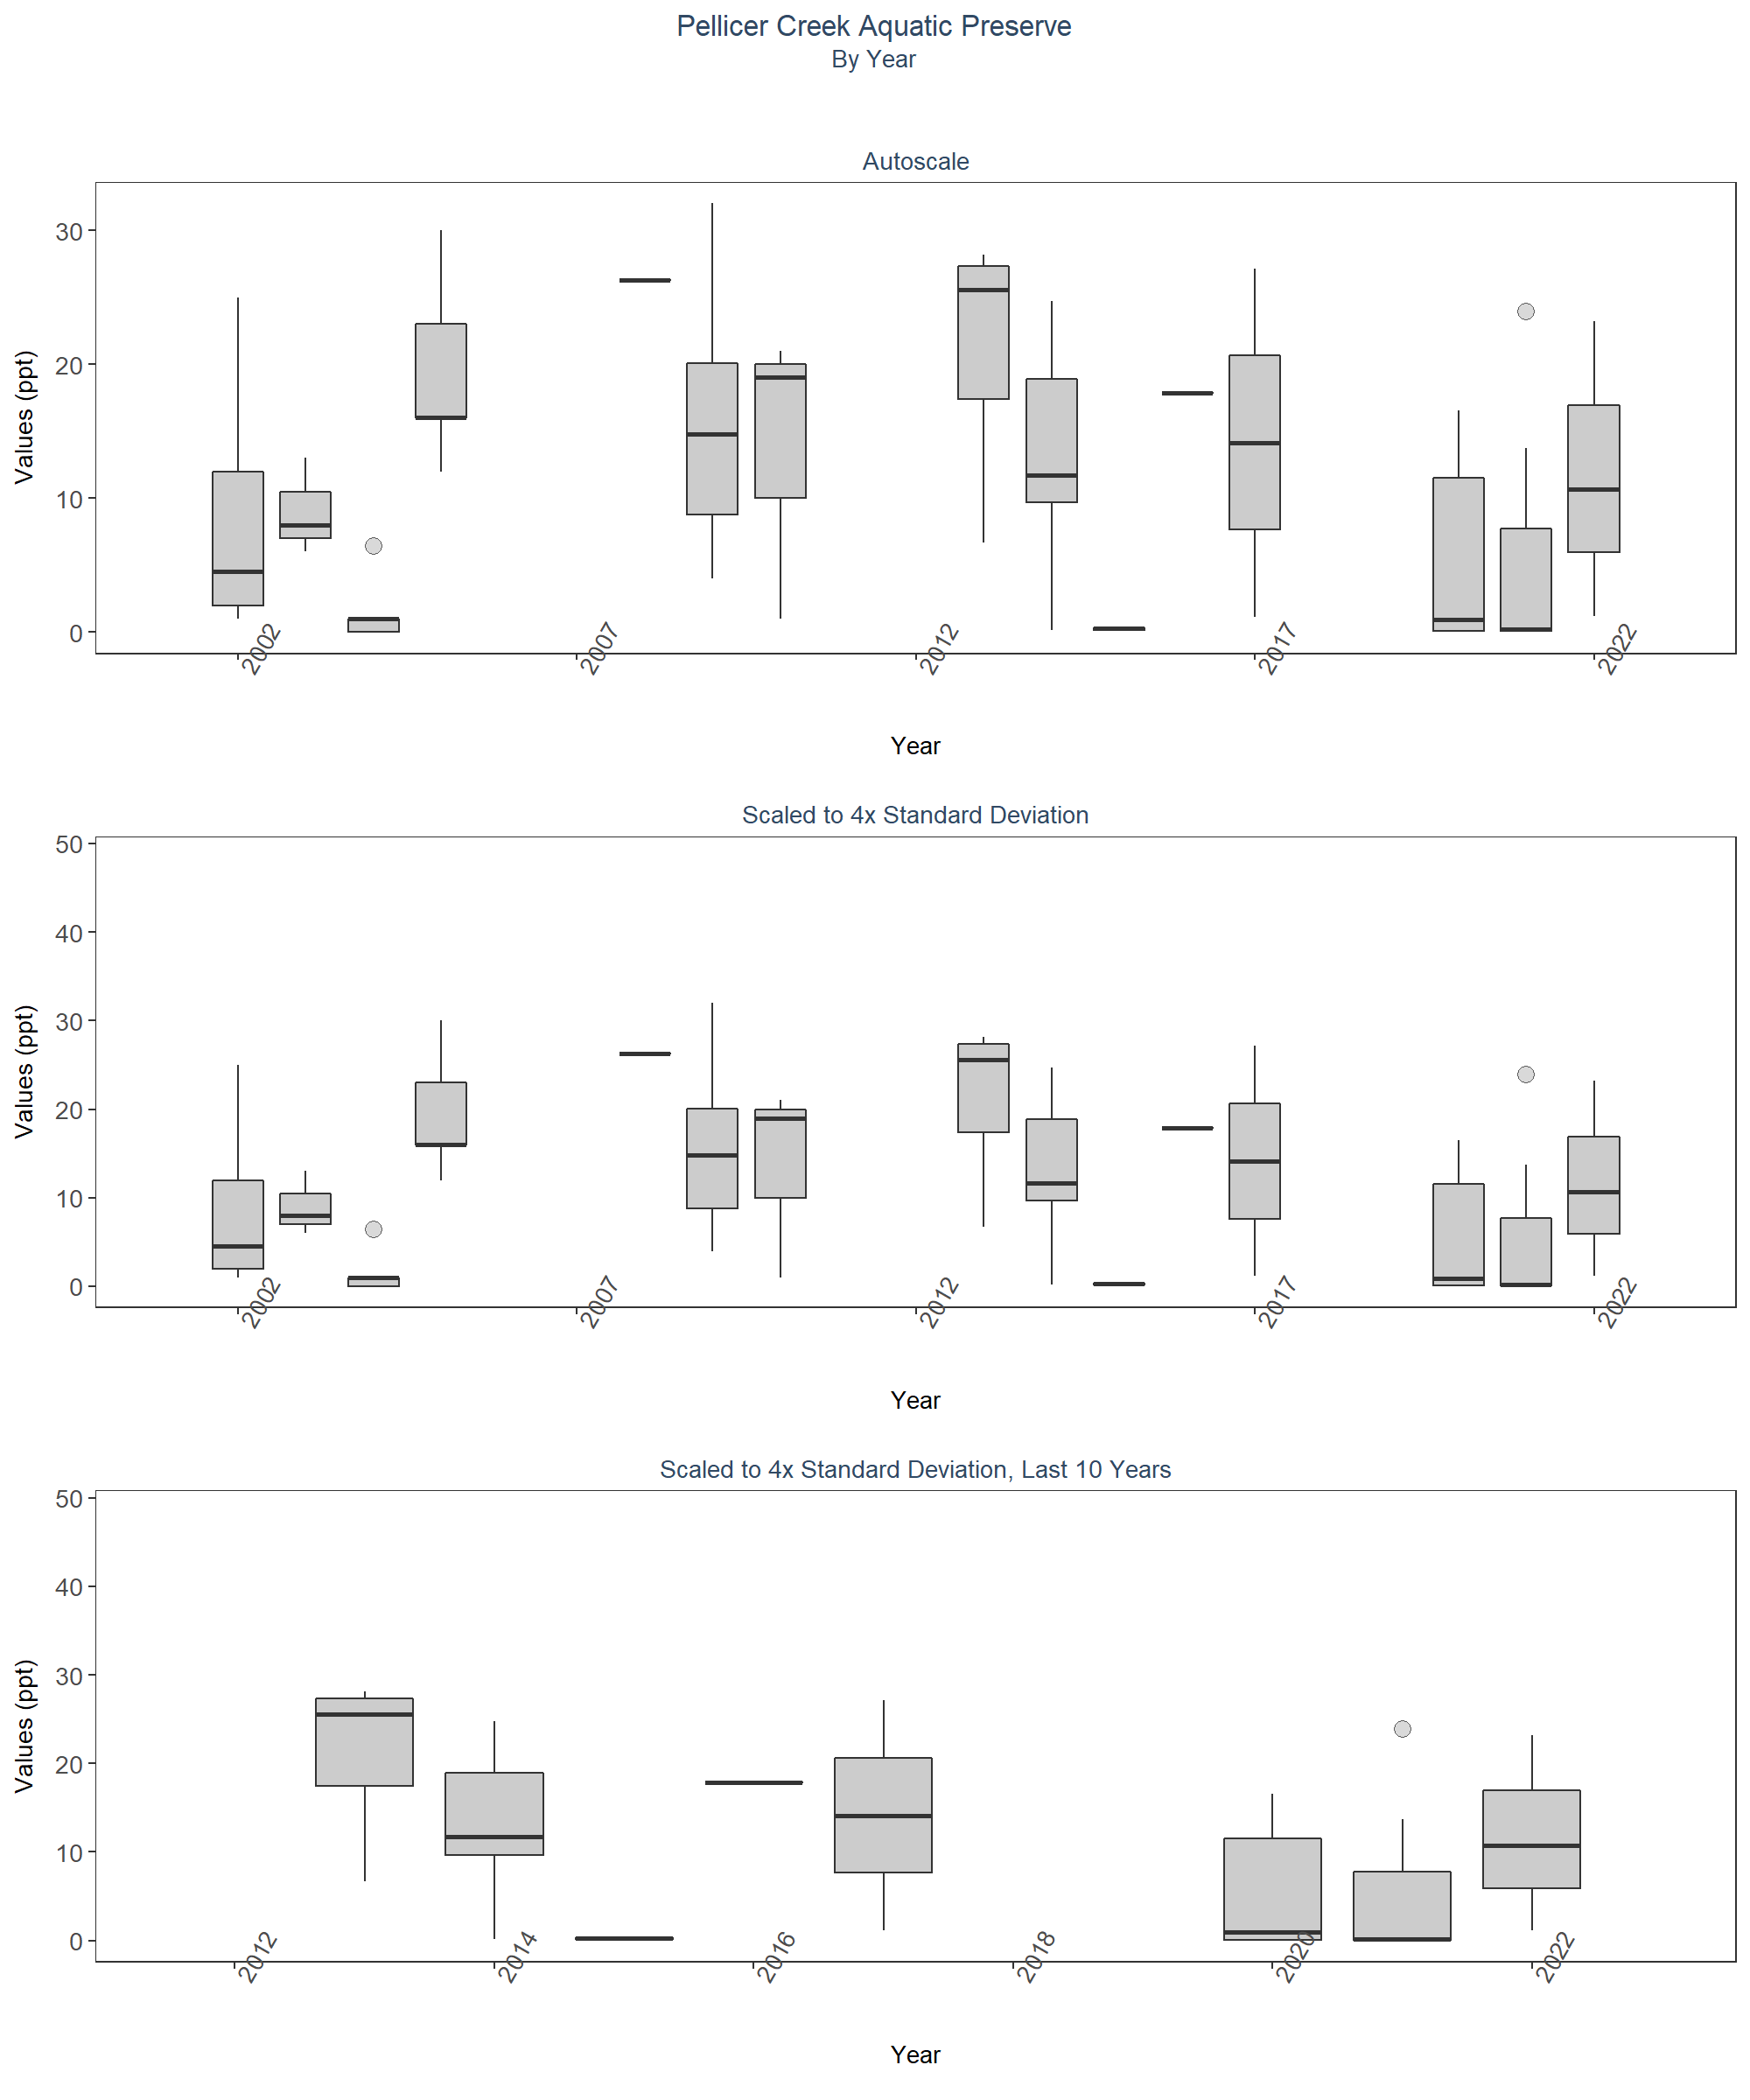 Pellicer Creek Aquatic Preserve
By Year
Autoscale
Values (ppt)
30
20
10
0
2002 2007 2012 2017 2022
Year
Scaled to 4x Standard Deviation
Values (ppt)
50
40
30
20
10
0
2002 2007 2012 2017 2022
Year
Scaled to 4x Standard Deviation, Last 10 Years
Values (ppt)
50
40
30
20
10
0
2012 2014 2016 2018 2020 2022
Year